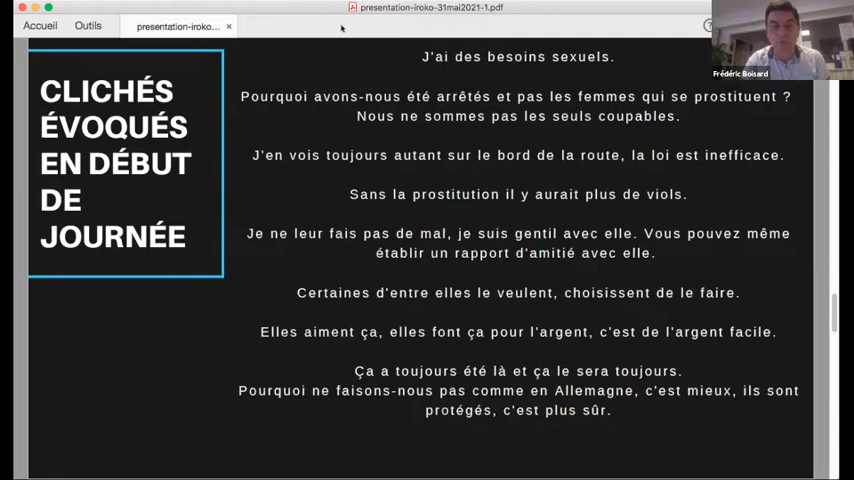 presentation-iroko-31mai2021-1.pdf
Accueil Outils presentation-iroko... ×
Frédéric Boisard
CLICHÉS
ÉVOQUÉS
EN DÉBUT
DE
JOURNÉE
J'ai des besoins sexuels.
Pourquoi avons-nous été arrêtés et pas les femmes qui se prostituent ?
Nous ne sommes pas les seuls coupables.
J'en vois toujours autant sur le bord de la route, la loi est inefficace.
Sans la prostitution il y aurait plus de viols.
Je ne leur fais pas de mal, je suis gentil avec elle. Vous pouvez même
établir un rapport d'amitié avec elle.
Certaines d'entre elles le veulent, choisissent de le faire.
Elles aiment ça, elles font ça pour l'argent, c'est de l'argent facile.
Ça a toujours été là et ça le sera toujours.
Pourquoi ne faisons-nous pas comme en Allemagne, c'est mieux, ils sont
protégés, c'est plus sûr.